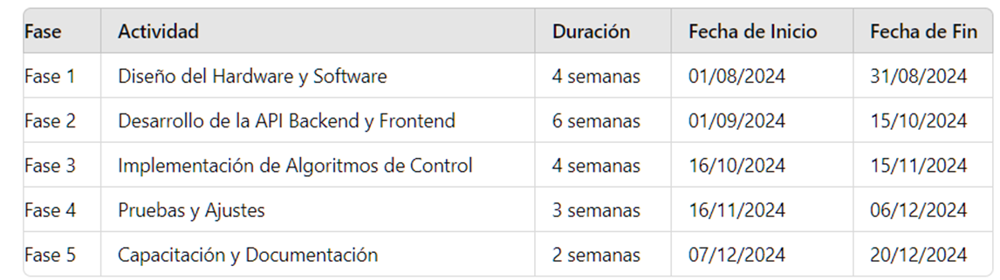 Fase Actividad Duración Fecha de Inicio Fecha de Fin
Fase 1 Diseño del Hardware y Software 4 semanas 01/08/2024 31/08/2024
Fase 2 Desarrollo de la API Backend y Frontend 6 semanas 01/09/2024 15/10/2024
Fase 3 Implementación de Algoritmos de Control 4 semanas 16/10/2024 15/11/2024
Fase 4 Pruebas y Ajustes 3 semanas 16/11/2024 06/12/2024
Fase 5 Capacitación y Documentación 2 semanas 07/12/2024 20/12/2024